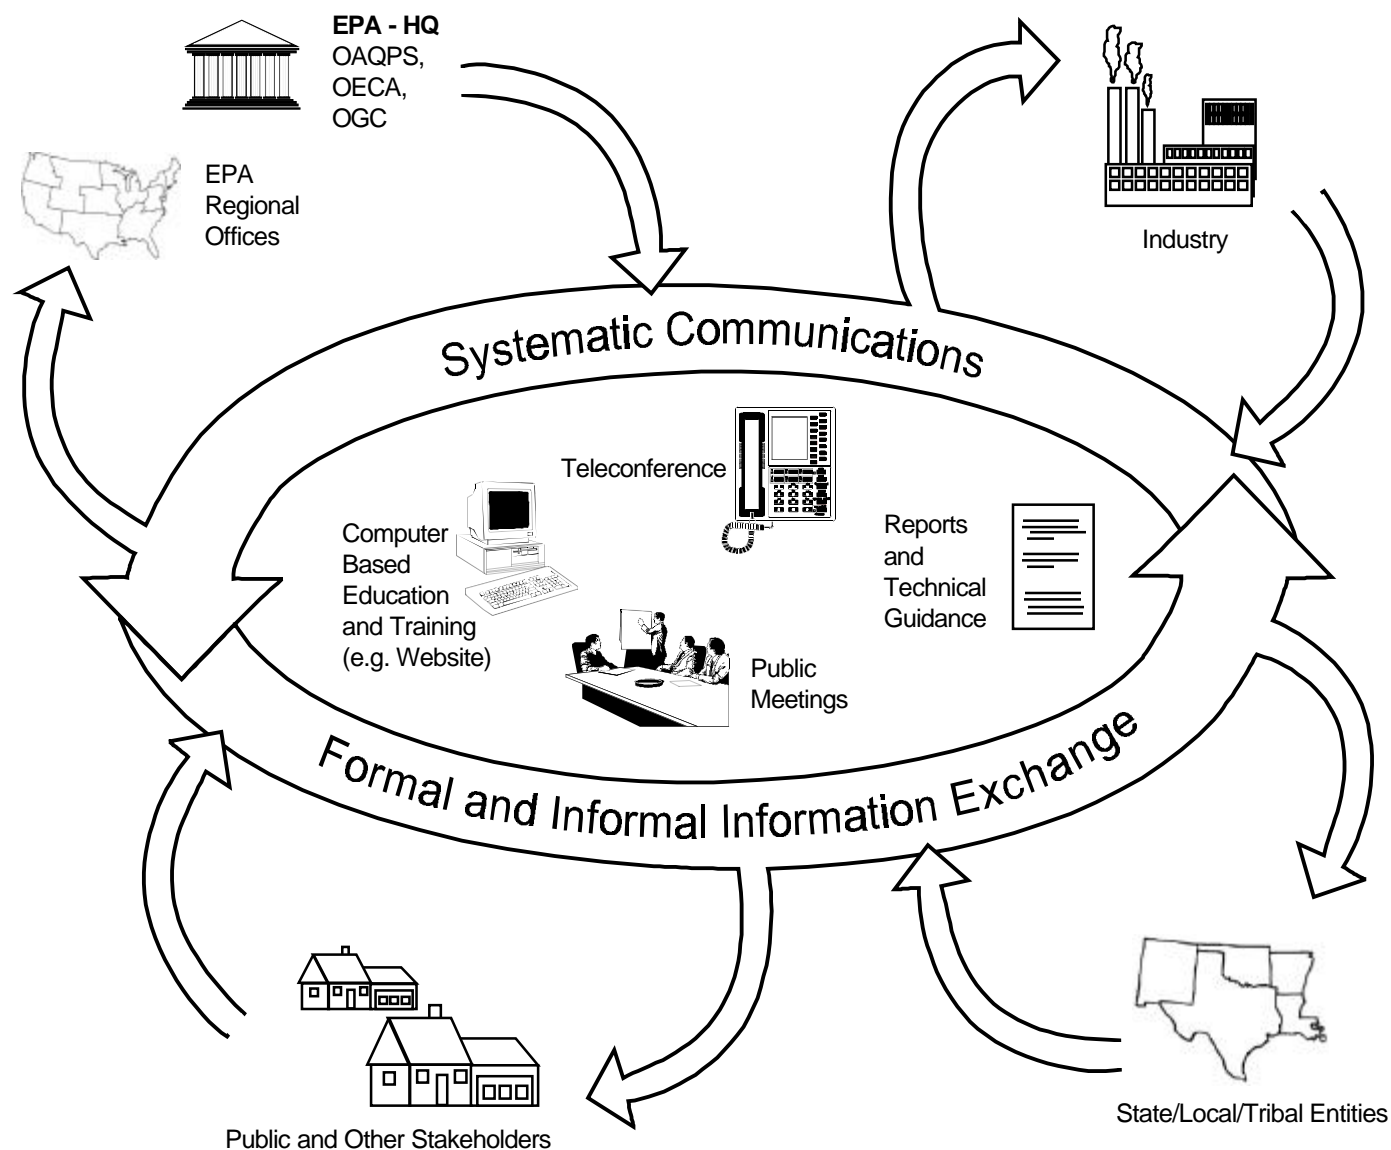 EPA - HQ
OAQPS,
OECA,
OGC
EPA
Regional
Offices
Industry
Systematic Communications
Teleconference
Computer
Based
Education
and Training
(e.g. Website)
Reports
and
Technical
Guidance
Public
Meetings
Formal and Informal Information Exchange
Public and Other Stakeholders
State/Local/Tribal Entities